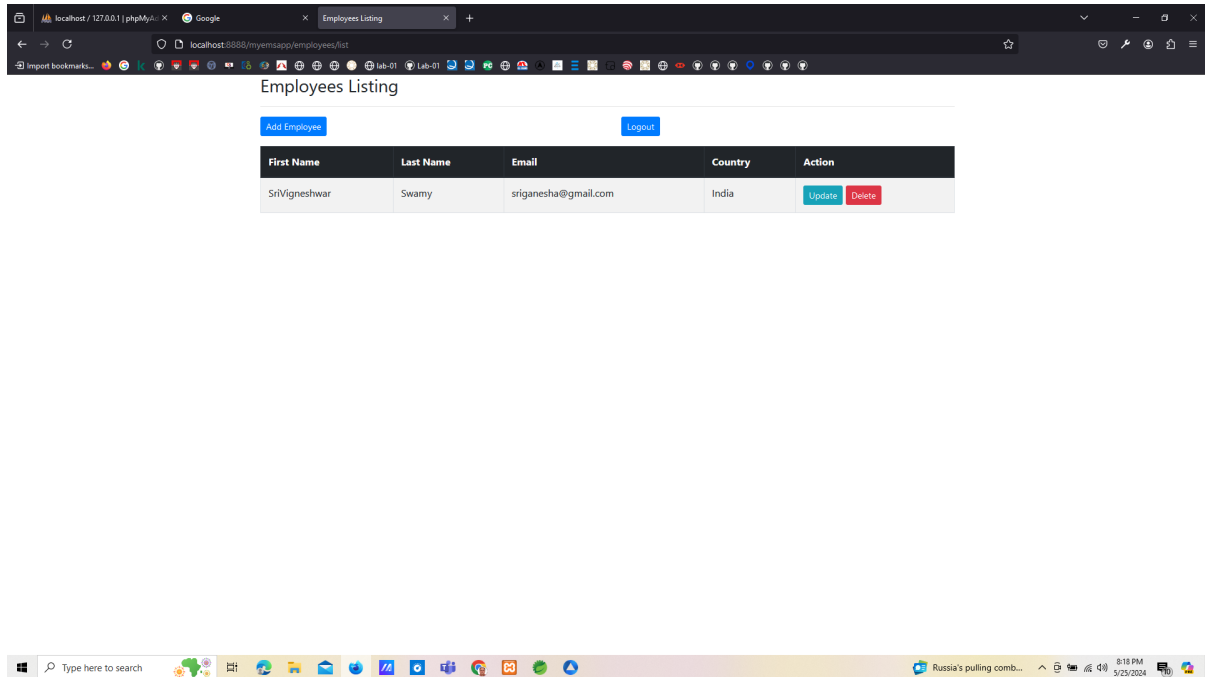 localhost / 127.0.0.1 | phpMyAd
Google
Employees Listing
localhost:8888/myemsapp/employees/list
Import bookmarks...
lab-01
Lab-01
Employees Listing
Add Employee
Logout
First Name Last Name Email Country Action
SriVigneshwar Swamy sriganesha@gmail.com India Update Delete
Type here to search
Russia's pulling comb...
8:18 PM
5/25/2024